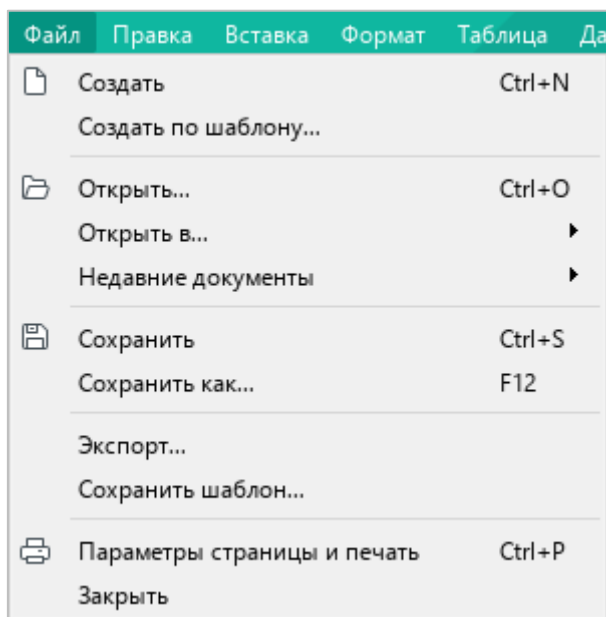 Файл Правка Вставка Формат Таблица Да
Создать Ctrl+N
Создать по шаблону...
Открыть... Ctrl+O
Открыть в...
Недавние документы
Сохранить Ctrl+S
Сохранить как... F12
Экспорт...
Сохранить шаблон...
Параметры страницы и печать Ctrl+P
Закрыть